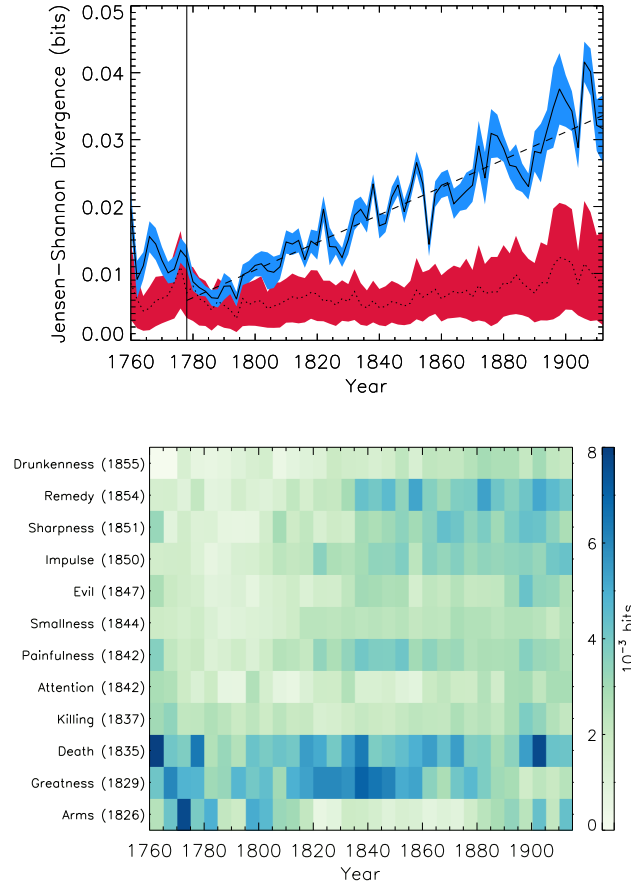 Jensen−Shannon Divergence (bits)
0.05
0.04
0.03
0.02
0.01
0.00
1760 1780 1800 1820 1840 1860 1880 1900
Year
Drunkenness (1855)
Remedy (1854)
Sharpness (1851)
Impulse (1850)
Evil (1847)
Smallness (1844)
Painfulness (1842)
Attention (1842)
Killing (1837)
Death (1835)
Greatness (1829)
Arms (1826)
1760 1780 1800 1820 1840 1860 1880 1900
Year
8
6
4
2
0
10⁻³ bits